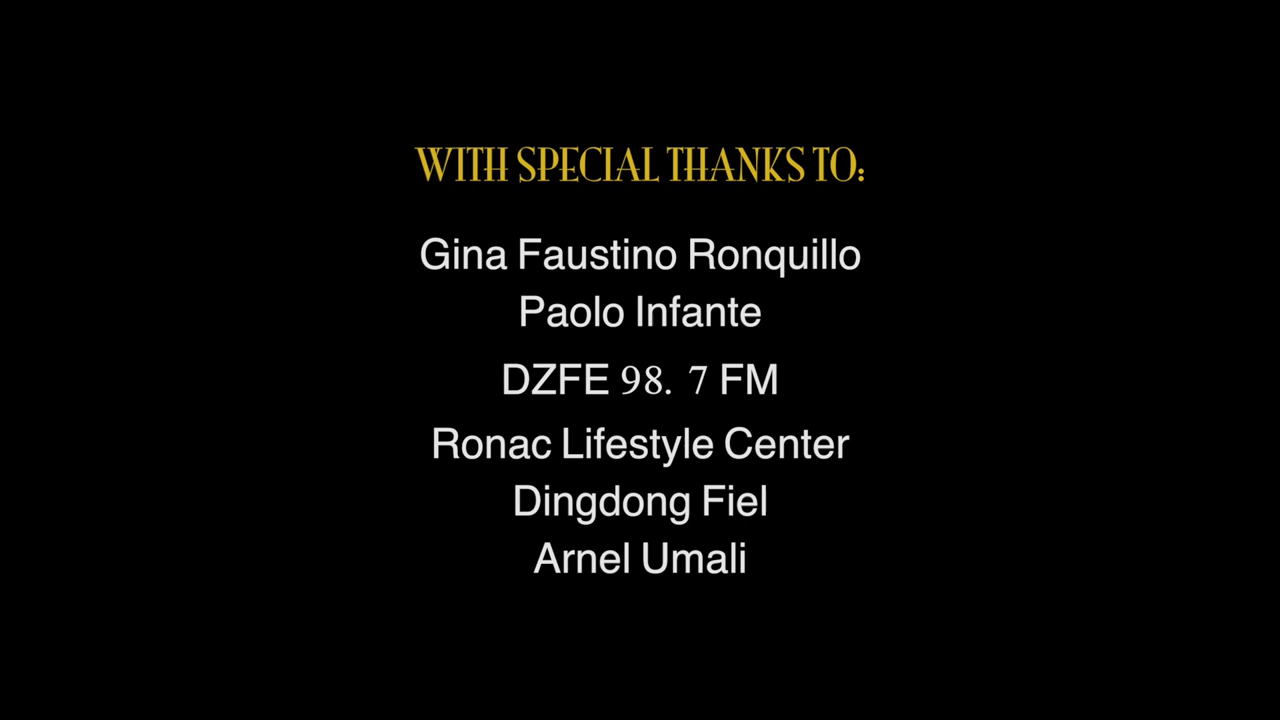 WITH SPECIAL THANKS TO:
Gina Faustino Ronquillo
Paolo Infante
DZFE 98. 7 FM
Ronac Lifestyle Center
Dingdong Fiel
Arnel Umali